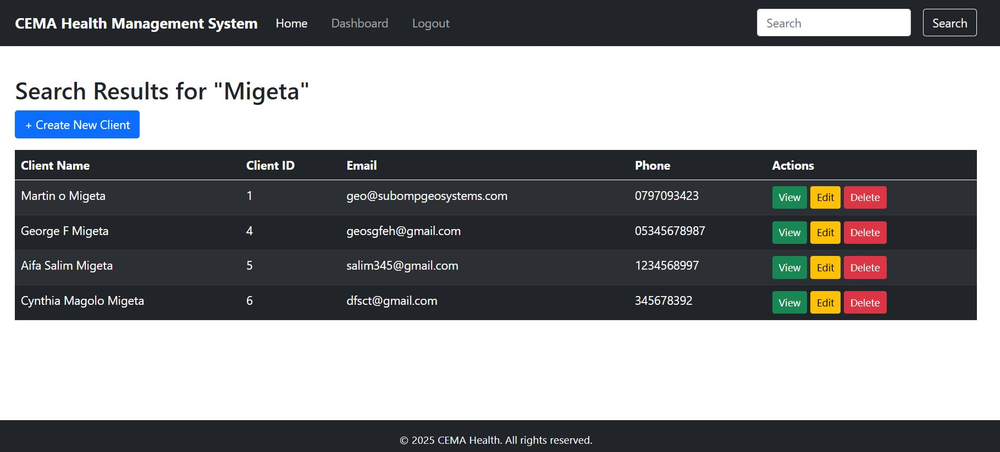 CEMA Health Management System Home Dashboard Logout Search Search
Search Results for "Migeta"
+ Create New Client
Client Name Client ID Email Phone Actions
Martin o Migeta 1 geo@subompgeosystems.com 0797093423 View Edit Delete
George F Migeta 4 geosgfeh@gmail.com 05345678987 View Edit Delete
Aifa Salim Migeta 5 salim345@gmail.com 1234568997 View Edit Delete
Cynthia Magolo Migeta 6 dfsct@gmail.com 345678392 View Edit Delete
© 2025 CEMA Health. All rights reserved.